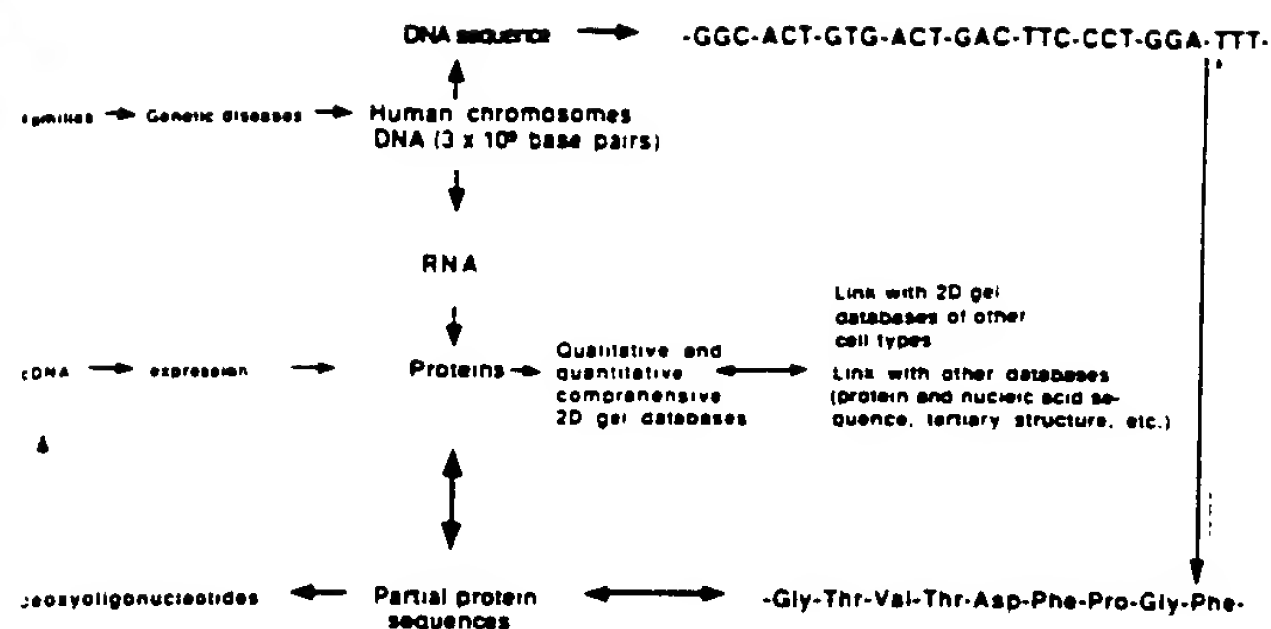 DNA sequence
-GGC-ACT-GTG-ACT-GAC-TTC-CCT-GGA-TTT-
Genetic diseases
Human chromosomes
DNA (3 x 10⁹ base pairs)
RNA
Link with 2D gel
databases of other
cell types
cDNA
expression
Proteins
Qualitative and
quantitative
comprehensive
2D gel databases
Link with other databases
(protein and nucleic acid se-
quence, tertiary structure, etc.)
Partial protein
sequences
-Gly-Thr-Val-Thr-Asp-Phe-Pro-Gly-Phe-